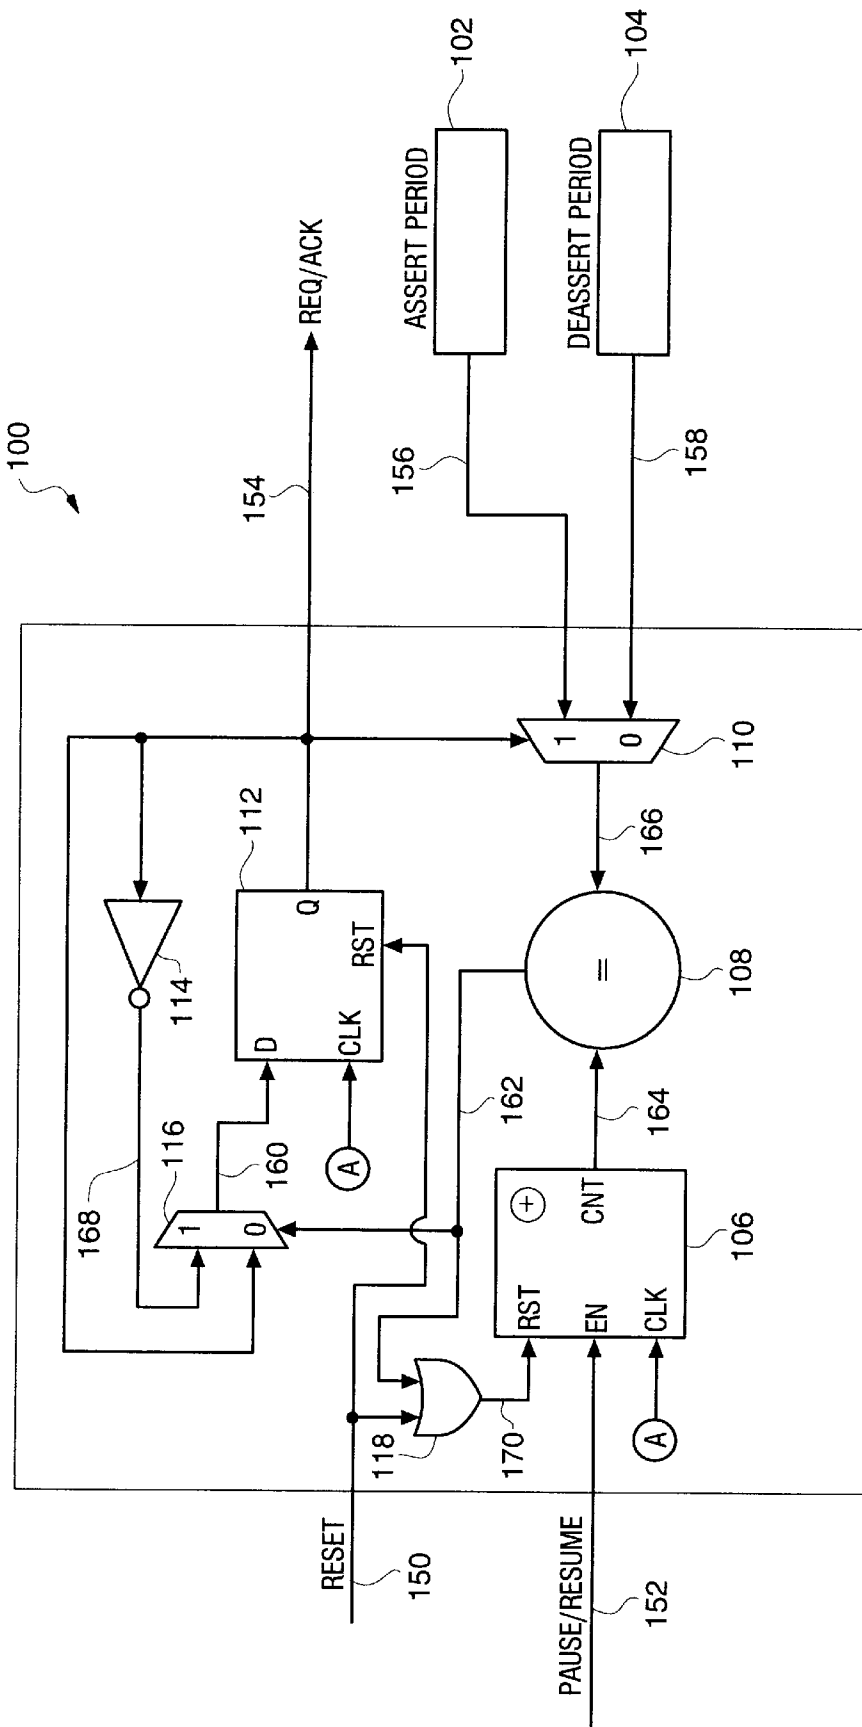 100
168
116
1
0
160
114
D
112
Q
CLK
RST
A
154
REQ/ACK
102
ASSERT PERIOD
156
104
DEASSERT PERIOD
158
RESET
150
118
170
162
RST
+
EN
CNT
CLK
106
A
164
=
108
166
1
0
110
PAUSE/RESUME
152